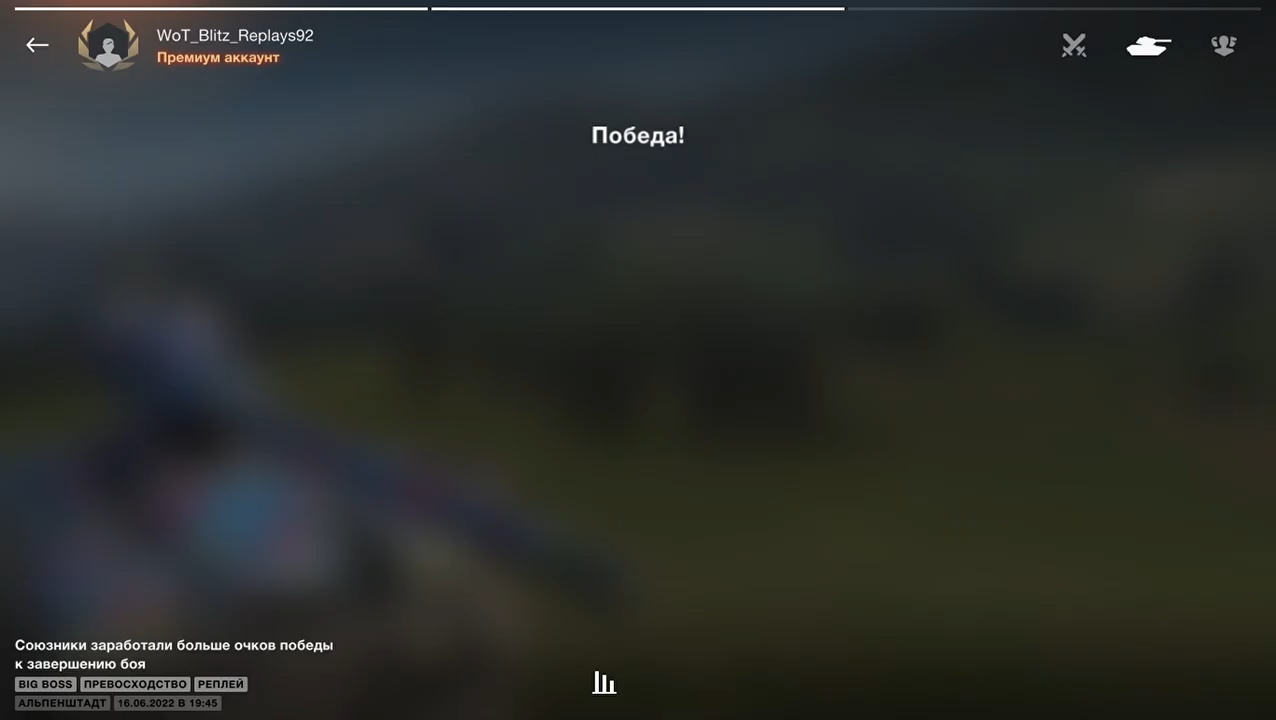 WoT_Blitz_Replays92
Премиум аккаунт
Победа!
Союзники заработали больше очков победы
к завершению боя
BIG BOSS ПРЕВОСХОДСТВО РЕПЛЕЙ
АЛЬПЕНШТАДТ 16.06.2022 В 19:45